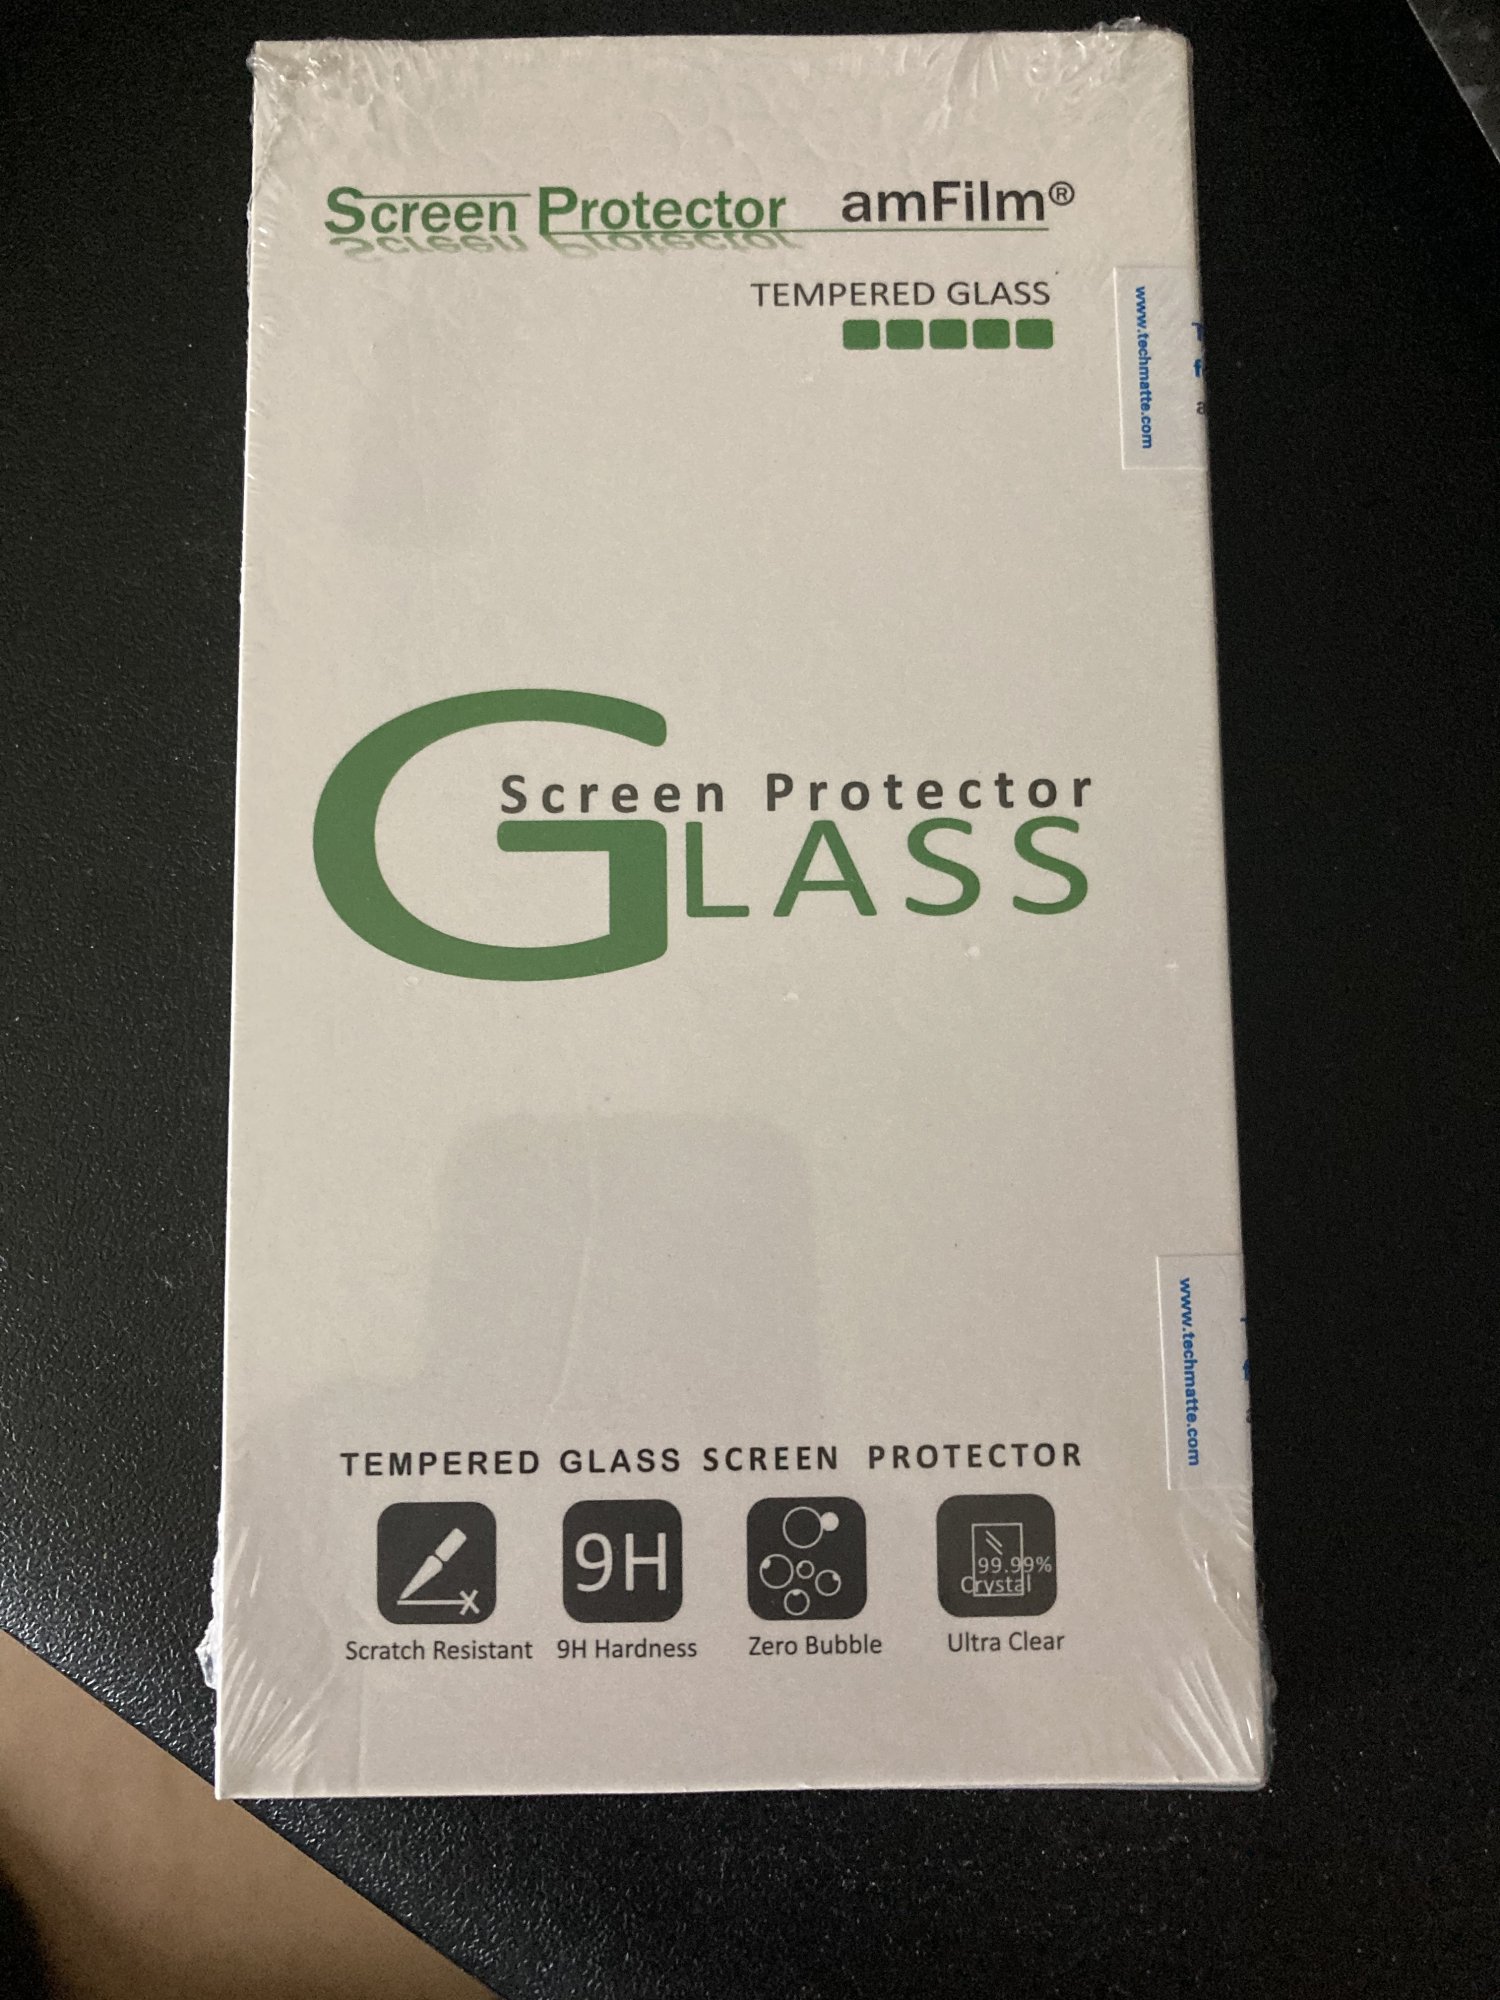 Screen Protector amFilm®
TEMPERED GLASS
www.techmatte.com
Screen Protector
GLASS
www.techmatte.com
TEMPERED GLASS SCREEN PROTECTOR
9H
99.99%
Crystal
Scratch Resistant 9H Hardness Zero Bubble Ultra Clear